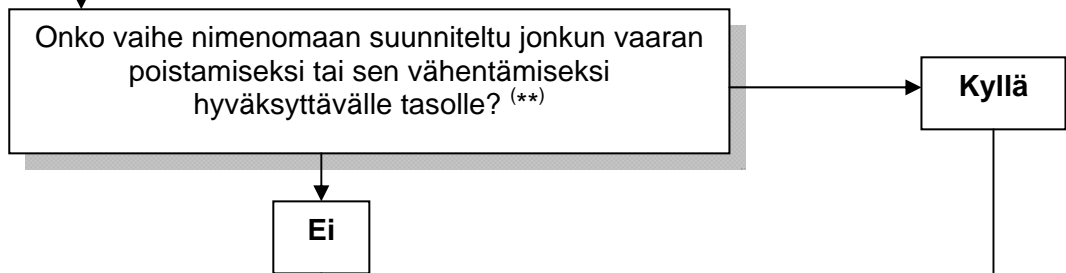 Onko vaihe nimenomaan suunniteltu jonkun vaaran
poistamiseksi tai sen vähentämiseksi
hyväksyttävälle tasolle? (**)
Kyllä
Ei